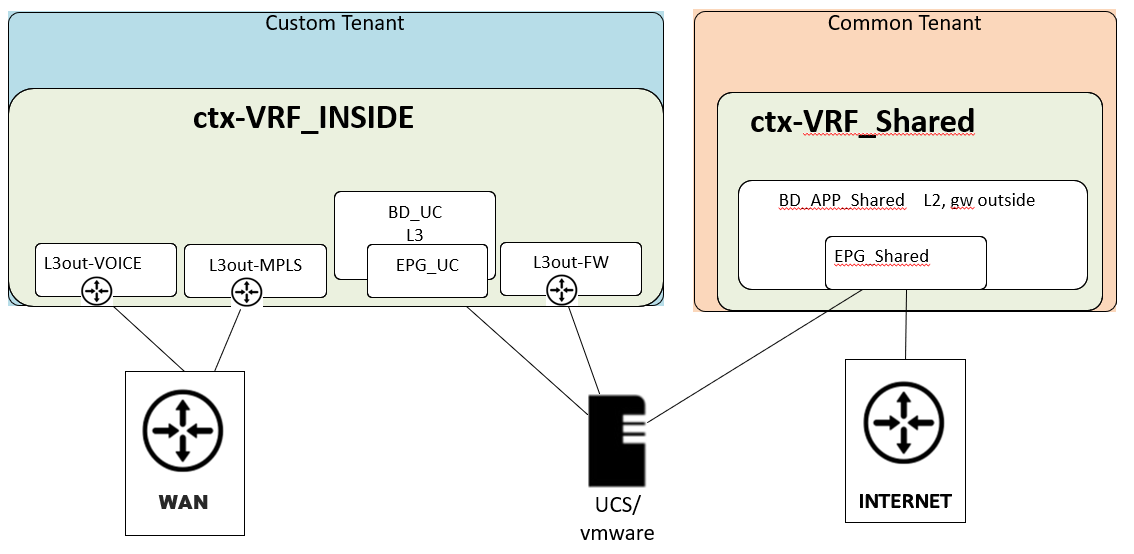 Custom Tenant
Common Tenant
ctx-VRF_INSIDE
ctx-VRF_Shared
BD_APP_Shared L2, gw outside
BD_UC
L3
L3out-VOICE
L3out-MPLS
EPG_UC
L3out-FW
EPG_Shared
WAN
UCS/
vmware
INTERNET